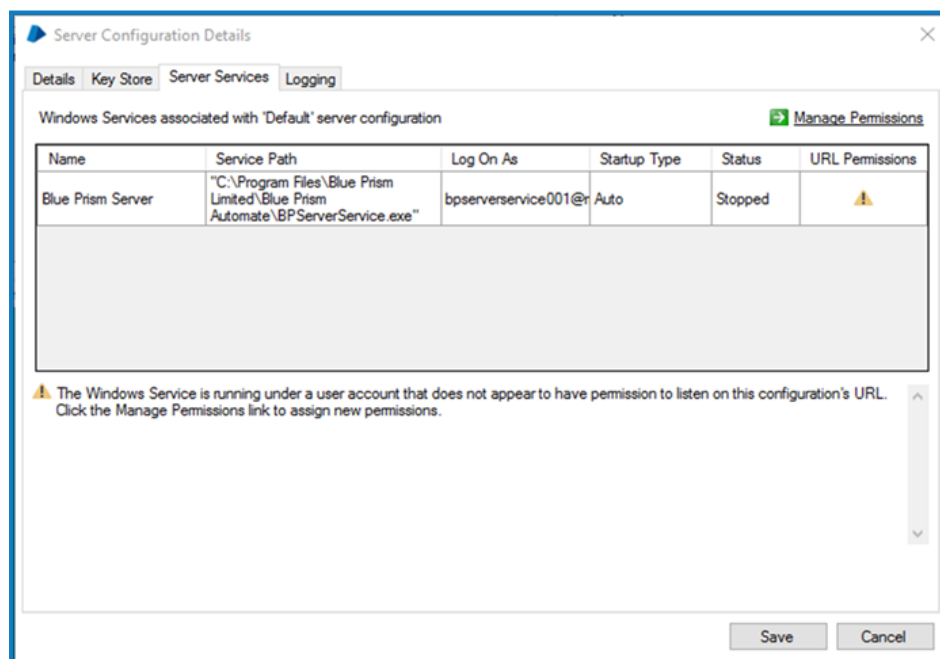 Server Configuration Details
Details Key Store Server Services Logging
Windows Services associated with 'Default' server configuration Manage Permissions
Name Service Path Log On As Startup Type Status URL Permissions
"C:\Program Files\Blue Prism
Blue Prism Server Limited\Blue Prism bpserverservice001@r Auto Stopped
Automate\BPServerService.exe"
The Windows Service is running under a user account that does not appear to have permission to listen on this configuration's URL.
Click the Manage Permissions link to assign new permissions.
Save Cancel